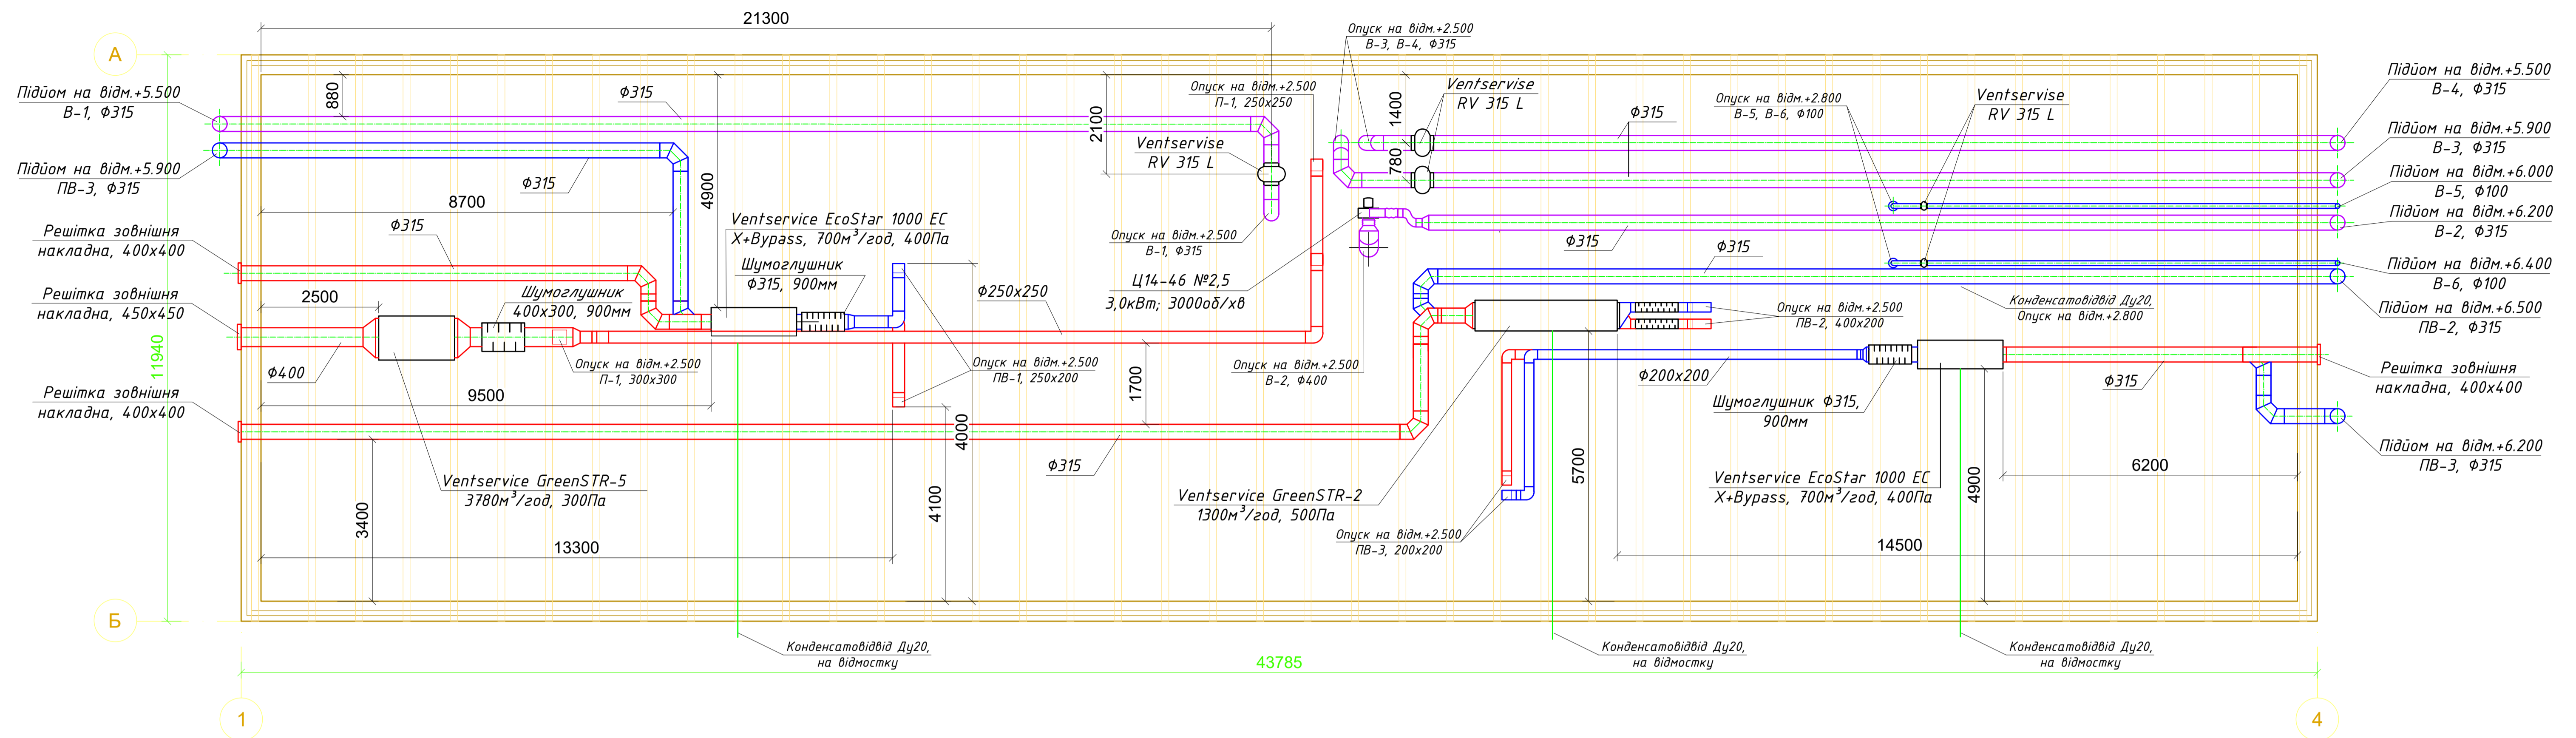 21300
Опуск на відм.+2.500
В-3, В-4, Ф315
А
Підйом на відм.+5.500
В-1, Ф315
880
Ф315
4900
2100
Опуск на відм.+2.500
П-1, 250х250
1400
Ventservise
RV 315 L
Ф315
Опуск на відм.+2.800
В-5, В-6, Ф100
Ventservise
RV 315 L
Підйом на відм.+5.500
В-4, Ф315
Підйом на відм.+5.900
В-3, Ф315
Ventservise
RV 315 L
780
Підйом на відм.+5.900
ПВ-3, Ф315
Ф315
8700
Підйом на відм.+6.000
В-5, Ф100
Підйом на відм.+6.200
В-2, Ф315
Решітка зовнішня
накладна, 400х400
Ф315
Ventservice EcoStar 1000 EC
X+Bypass, 700м³/год, 400Па
Опуск на відм.+2.500
В-1, Ф315
Ф315
Ф315
Шумоглушник
Ф315, 900мм
Ц14-46 №2,5
3,0кВт; 3000об/хв
Підйом на відм.+6.400
В-6, Ф100
Решітка зовнішня
накладна, 450х450
2500
Шумоглушник
400х300, 900мм
Ф250х250
Конденсатовідвід Ду20,
Опуск на відм.+2.800
Опуск на відм.+2.500
ПВ-2, 400х200
Підйом на відм.+6.500
ПВ-2, Ф315
11940
Ф400
Опуск на відм.+2.500
П-1, 300х300
Опуск на відм.+2.500
ПВ-1, 250х200
Опуск на відм.+2.500
В-2, Ф400
Ф200х200
Ф315
Решітка зовнішня
накладна, 400х400
Решітка зовнішня
накладна, 400х400
9500
1700
4000
Шумоглушник Ф315,
900мм
Підйом на відм.+6.200
ПВ-3, Ф315
Ф315
6200
Ventservice GreenSTR-5
3780м³/год, 300Па
3400
4100
Ventservice GreenSTR-2
1300м³/год, 500Па
5700
Ventservice EcoStar 1000 EC
X+Bypass, 700м³/год, 400Па
4900
Опуск на відм.+2.500
ПВ-3, 200х200
13300
14500
Б
Конденсатовідвід Ду20,
на відмостку
Конденсатовідвід Ду20,
на відмостку
Конденсатовідвід Ду20,
на відмостку
43785
1
4